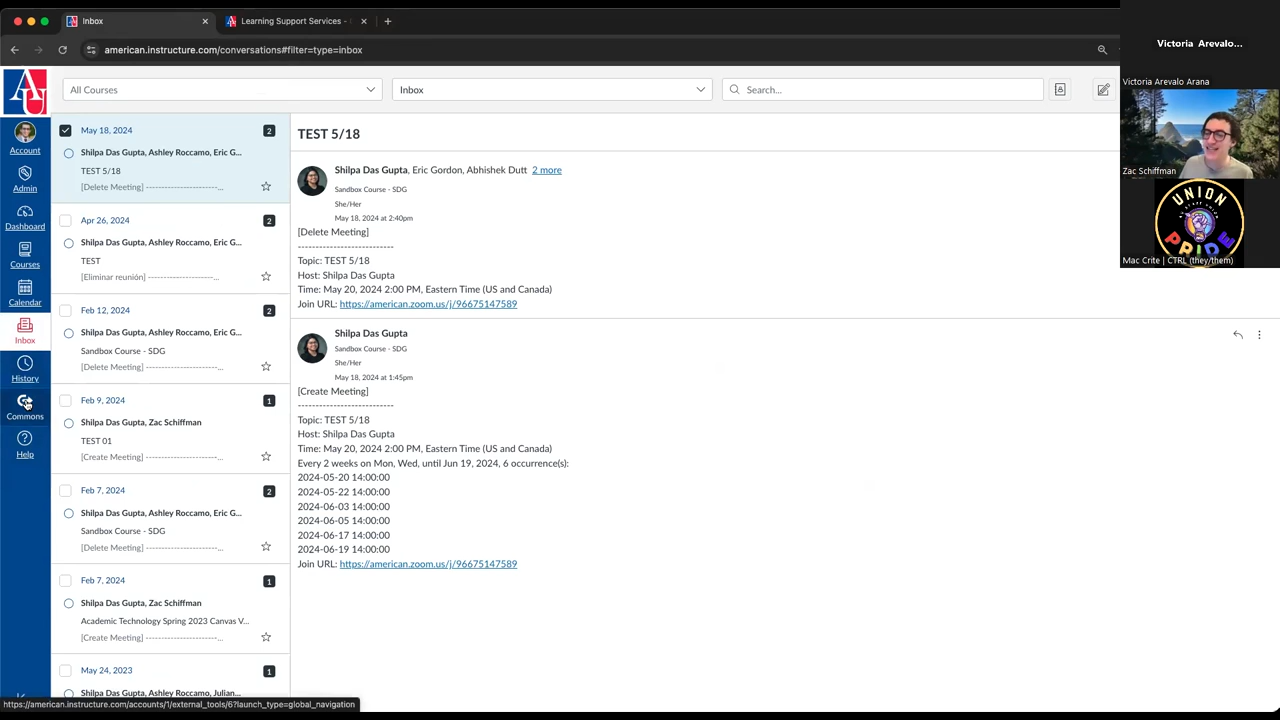 Inbox
Learning Support Services -
american.instructure.com/conversations#filter=type=inbox
Victoria Arevalo...
Victoria Arevalo Arana
Zac Schiffman
UNION
PRIDE
Mac Crite | CTRL (they/them)
AU
Account
Admin
Dashboard
Courses
Calendar
Inbox
History
Commons
Help
All Courses
Inbox
Search...
May 18, 2024
2
Shilpa Das Gupta, Ashley Roccamo, Eric G...
TEST 5/18
[Delete Meeting] -----------------------...
Apr 26, 2024
2
Shilpa Das Gupta, Ashley Roccamo, Eric G...
TEST
[Eliminar reunión] ---------------------...
Feb 12, 2024
2
Shilpa Das Gupta, Ashley Roccamo, Eric G...
Sandbox Course - SDG
[Delete Meeting] -----------------------...
Feb 9, 2024
1
Shilpa Das Gupta, Zac Schiffman
TEST 01
[Create Meeting] -----------------------...
Feb 7, 2024
2
Shilpa Das Gupta, Ashley Roccamo, Eric G...
Sandbox Course - SDG
[Delete Meeting] -----------------------...
Feb 7, 2024
1
Shilpa Das Gupta, Zac Schiffman
Academic Technology Spring 2023 Canvas V...
[Create Meeting] -----------------------...
May 24, 2023
1
Shilpa Das Gupta, Ashley Roccamo, Julian...
TEST 5/18
Shilpa Das Gupta, Eric Gordon, Abhishek Dutt 2 more
Sandbox Course - SDG
She/Her
May 18, 2024 at 2:40pm
[Delete Meeting]
---------------------------
Topic: TEST 5/18
Host: Shilpa Das Gupta
Time: May 20, 2024 2:00 PM, Eastern Time (US and Canada)
Join URL: https://american.zoom.us/j/96675147589
Shilpa Das Gupta
Sandbox Course - SDG
She/Her
May 18, 2024 at 1:45pm
[Create Meeting]
---------------------------
Topic: TEST 5/18
Host: Shilpa Das Gupta
Time: May 20, 2024 2:00 PM, Eastern Time (US and Canada)
Every 2 weeks on Mon, Wed, until Jun 19, 2024, 6 occurrence(s):
2024-05-20 14:00:00
2024-05-22 14:00:00
2024-06-03 14:00:00
2024-06-05 14:00:00
2024-06-17 14:00:00
2024-06-19 14:00:00
Join URL: https://american.zoom.us/j/96675147589
https://american.instructure.com/accounts/1/external_tools/6?launch_type=global_navigation